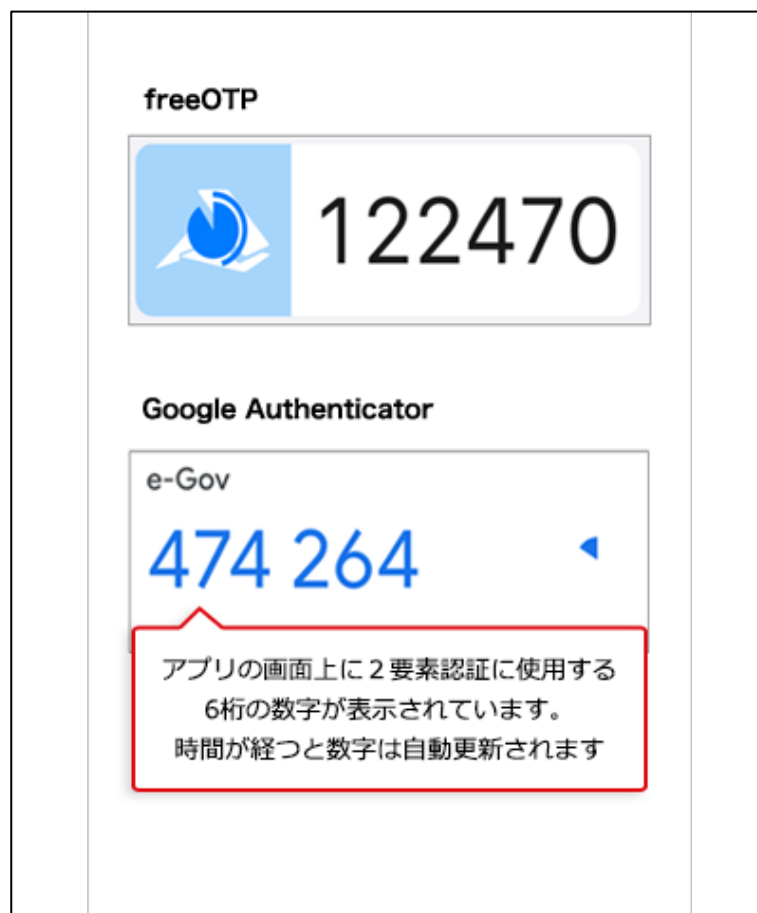 freeOTP
122470
Google Authenticator
e-Gov
474 264
アプリの画面上に２要素認証に使用する
6桁の数字が表示されています。
時間が経つと数字は自動更新されます